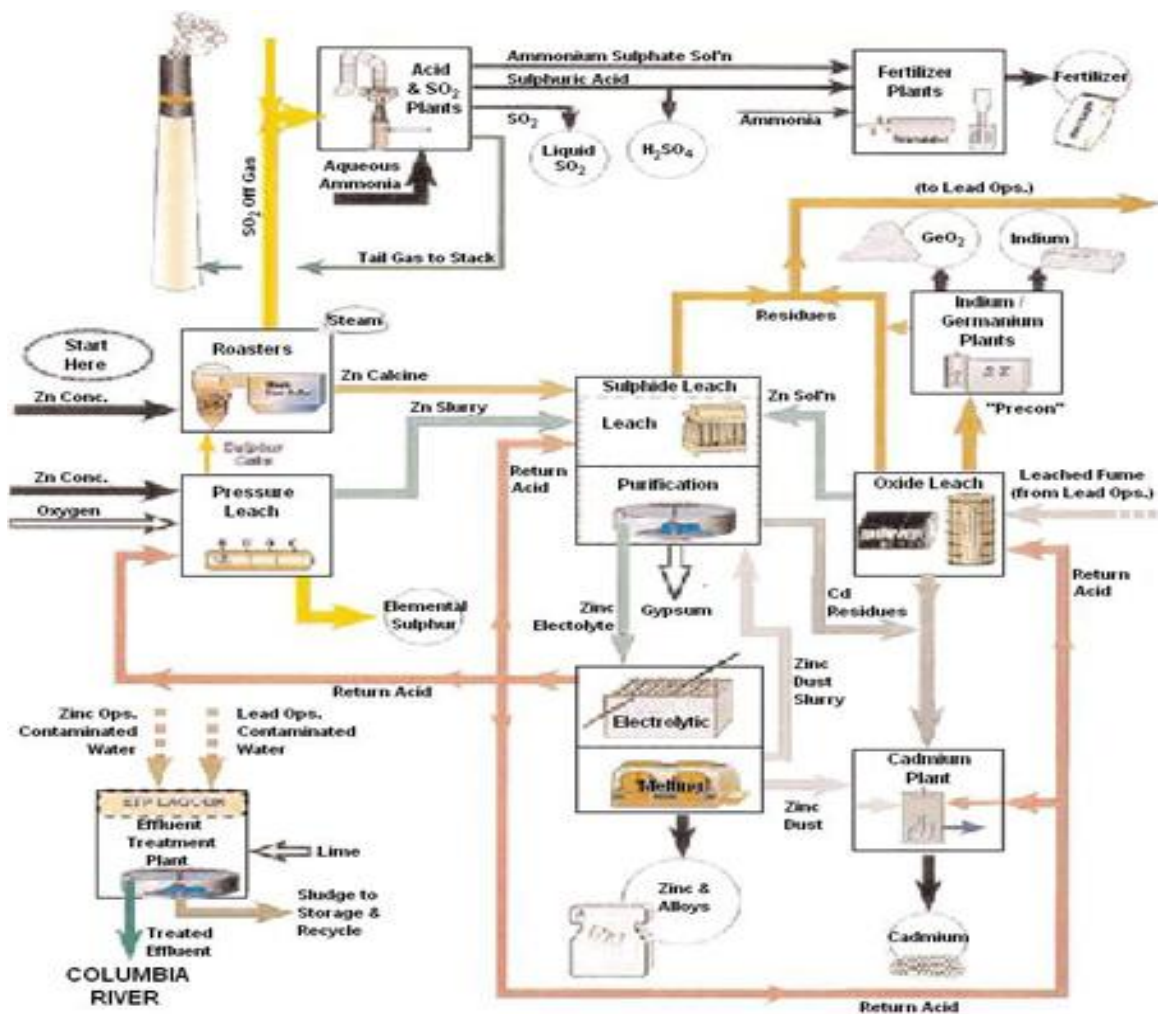 Ammonium Sulphate Sol'n
Acid
& SO2
Plants
Sulphuric Acid
Fertilizer
Plants
Fertilizer
SO2
Ammonia
Liquid
SO2
H2SO4
Aqueous
Ammonia
SO2 Off Gas
(to Lead Ops.)
GeO2
Indium
Tail Gas to Stack
Steam
Residues
Indium /
Germanium
Plants
Start
Here
Roasters
Zn Calcine
Sulphide Leach
Zn Conc.
Zn Slurry
Leach
Zn Sol'n
"Precon"
Sulphur
Gas
Return
Acid
Zn Conc.
Pressure
Leach
Purification
Oxide Leach
Leached Fume
(from Lead Ops.)
Oxygen
Return
Acid
Gypsum
Cd
Residues
Elemental
Sulphur
Zinc
Electolyte
Zinc
Dust
Slurry
Return Acid
Zinc Ops.
Contaminated
Water
Lead Ops.
Contaminated
Water
Electrolytic
Cadmium
Plant
Melting
Zinc
Dust
ETP LAGOON
Effluent
Treatment
Plant
Lime
Zinc &
Alloys
Sludge to
Storage &
Recycle
Treated
Effluent
Cadmium
COLUMBIA
RIVER
Return Acid